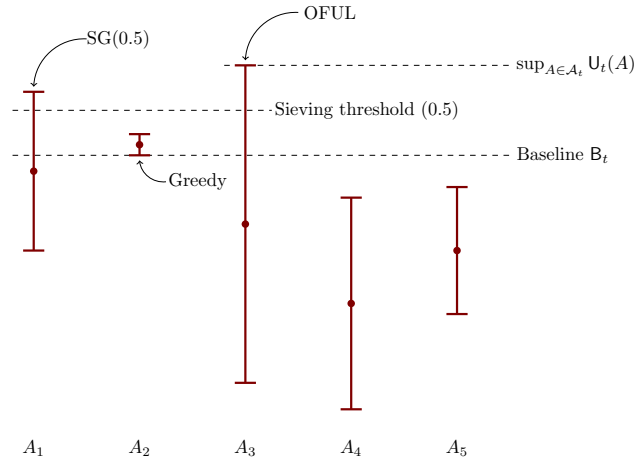 OFUL
SG(0.5)
sup_{A∈𝒜_t} U_t(A)
Sieving threshold (0.5)
Baseline B_t
Greedy
A_1 A_2 A_3 A_4 A_5